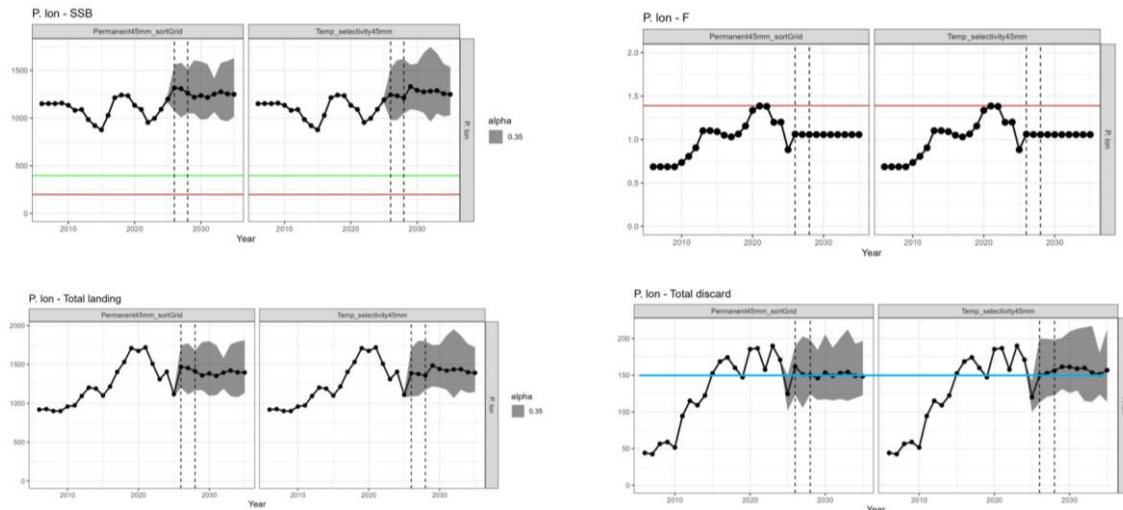 P. lon - SSB
Permanent45mm_sortGrid
Temp_selectivity45mm
1500
1000
500
0
P. lon
alpha
0.35
2010
2020
2030
2010
2020
2030
Year
P. lon - F
Permanent45mm_sortGrid
Temp_selectivity45mm
2.0
1.5
1.0
0.5
0.0
P. lon
2010
2020
2030
2010
2020
2030
Year
P. lon - Total landing
Permanent45mm_sortGrid
Temp_selectivity45mm
2000
1500
1000
500
0
P. lon
alpha
0.35
2010
2020
2030
2010
2020
2030
Year
P. lon - Total discard
Permanent45mm_sortGrid
Temp_selectivity45mm
200
150
100
50
0
2010
2020
2030
2010
2020
2030
Year